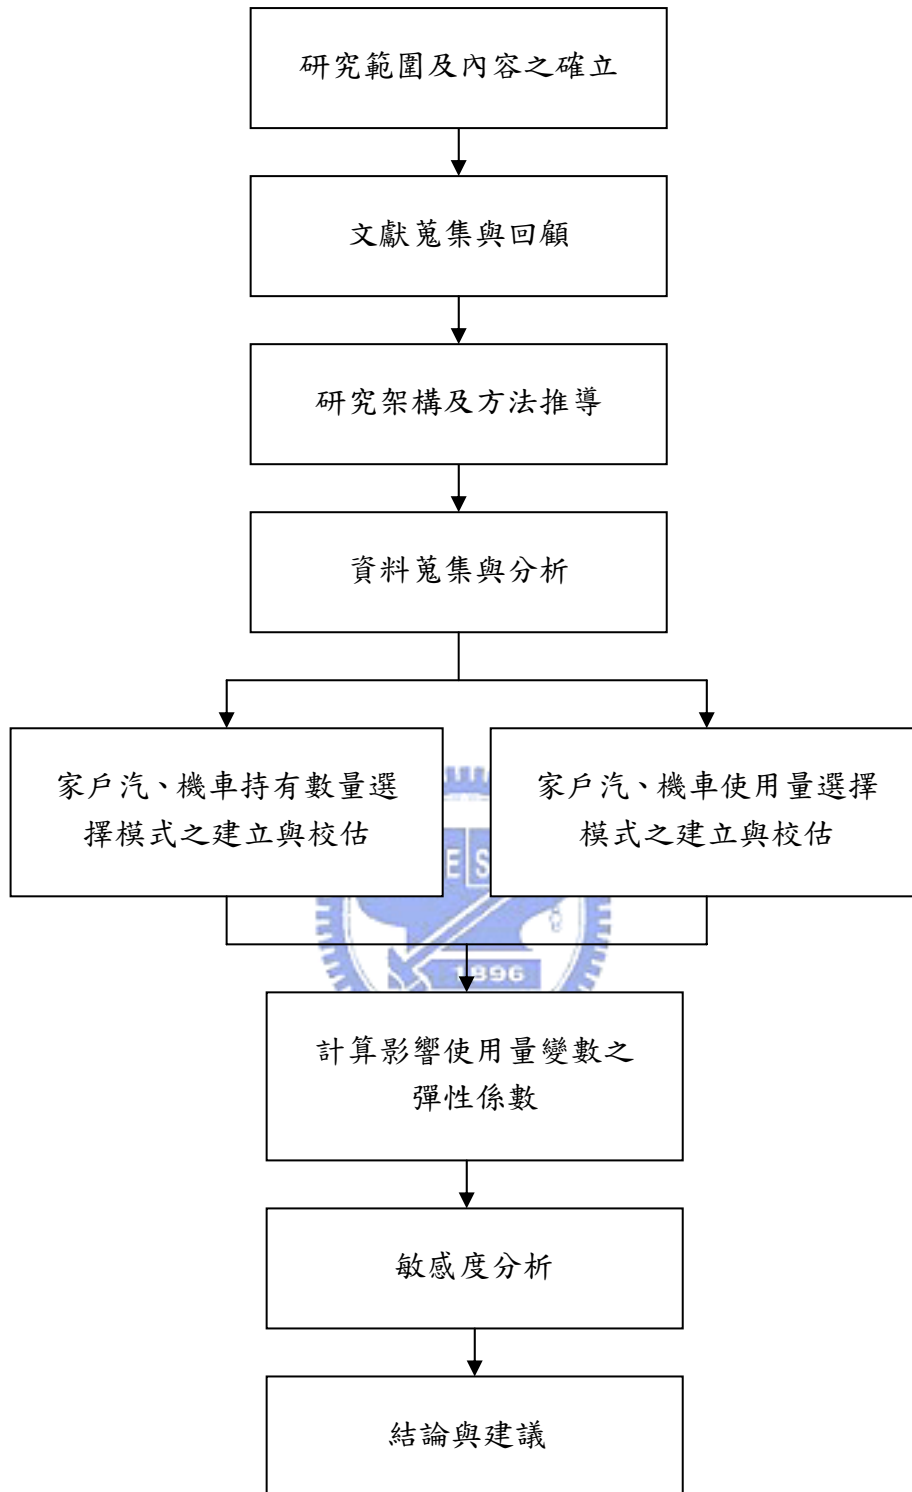 研究範圍及內容之確立
文獻蒐集與回顧
研究架構及方法推導
資料蒐集與分析
家戶汽、機車持有數量選
擇模式之建立與校估
家戶汽、機車使用量選擇
模式之建立與校估
E S
1896
計算影響使用量變數之
彈性係數
敏感度分析
結論與建議